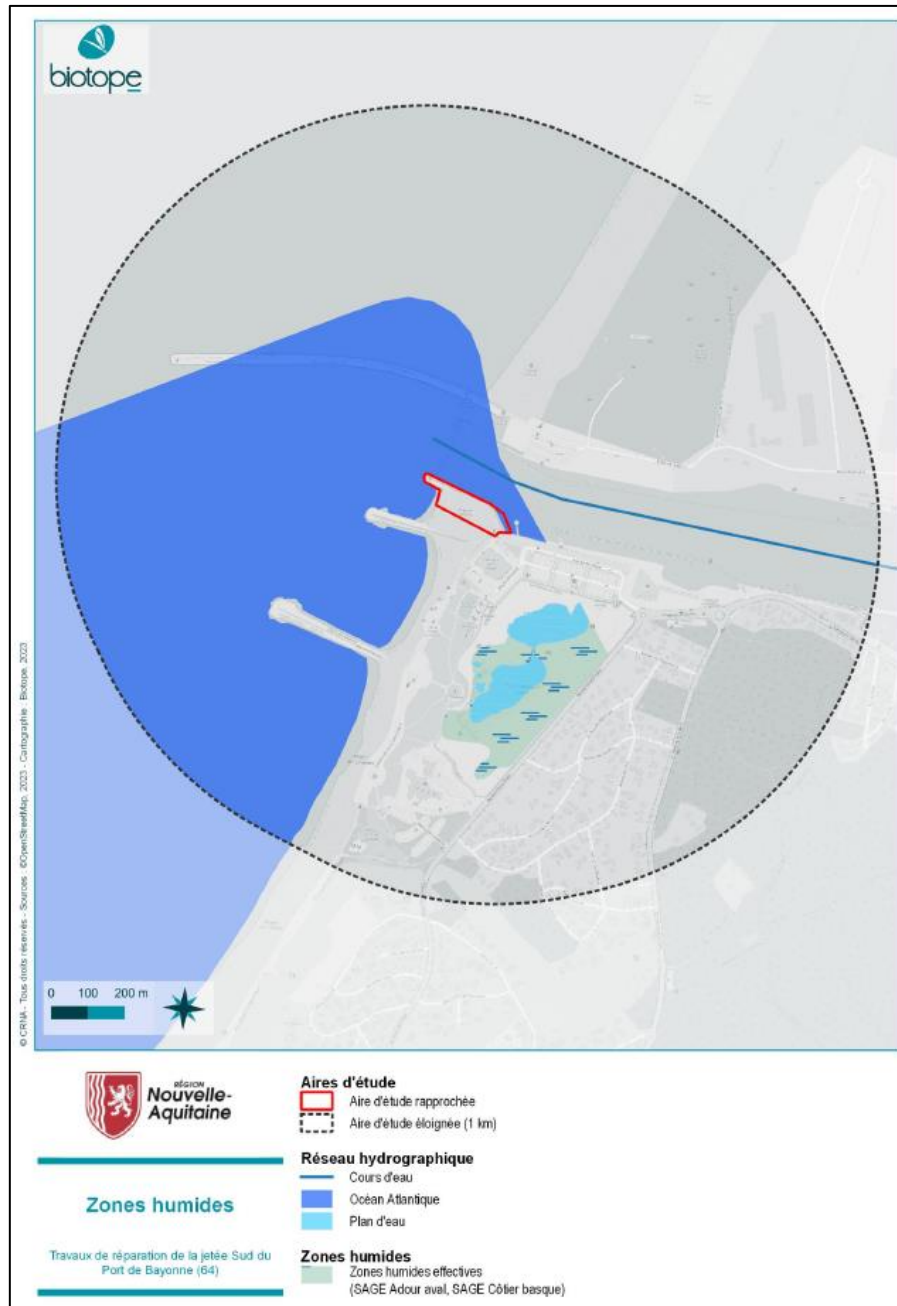 biotope
© CRNA - Tous droits réservés - Sources : ©OpenStreetMap, 2023 - Cartographie : Biotope, 2023
0 100 200 m
RÉGION
Nouvelle-
Aquitaine
Zones humides
Travaux de réparation de la jetée Sud du
Port de Bayonne (64)
Aires d'étude
Aire d'étude rapprochée
Aire d'étude éloignée (1 km)
Réseau hydrographique
Cours d'eau
Océan Atlantique
Plan d'eau
Zones humides
Zones humides effectives
(SAGE Adour aval, SAGE Côtier basque)